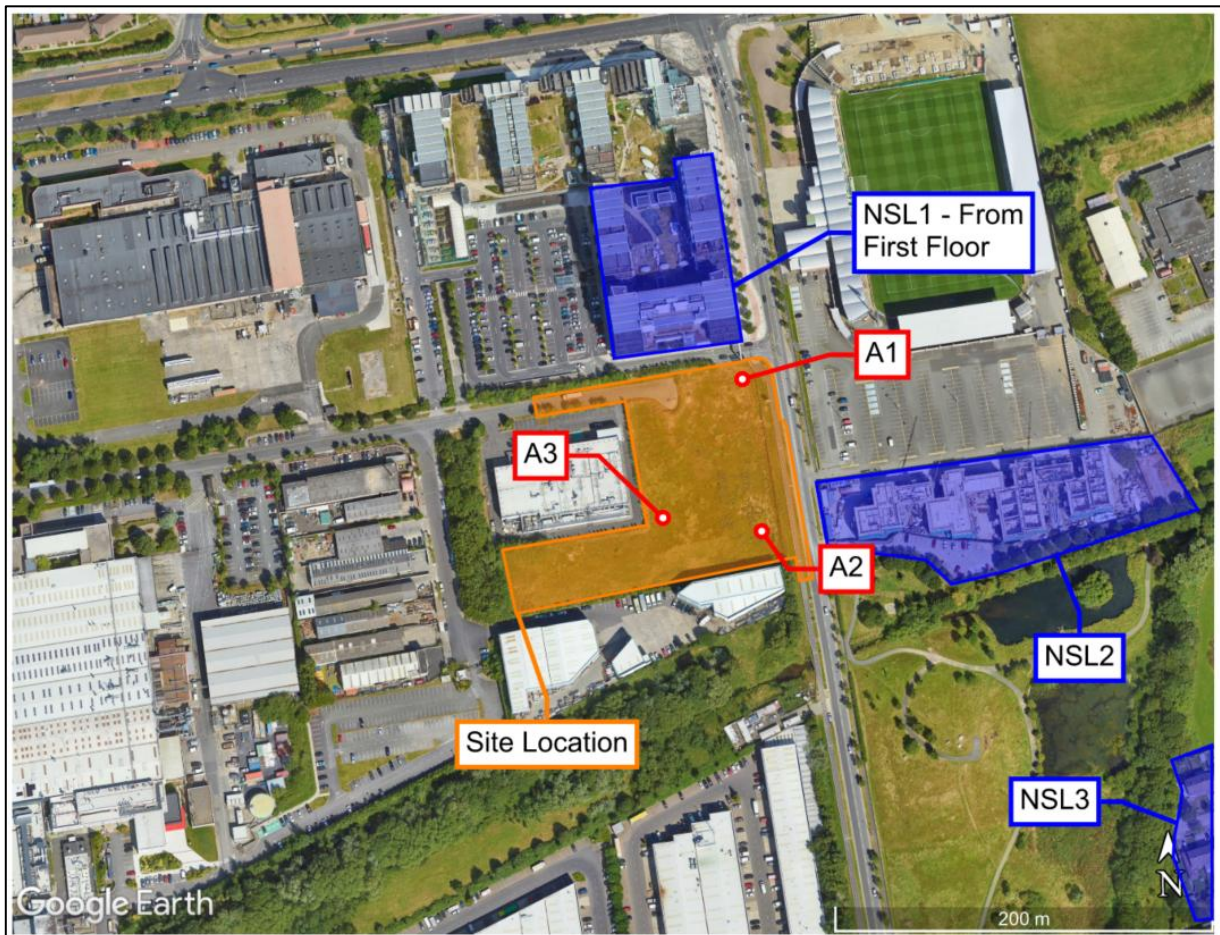 NSL1 - From
First Floor
A1
A3
A2
NSL2
Site Location
NSL3
N
Google Earth
200 m